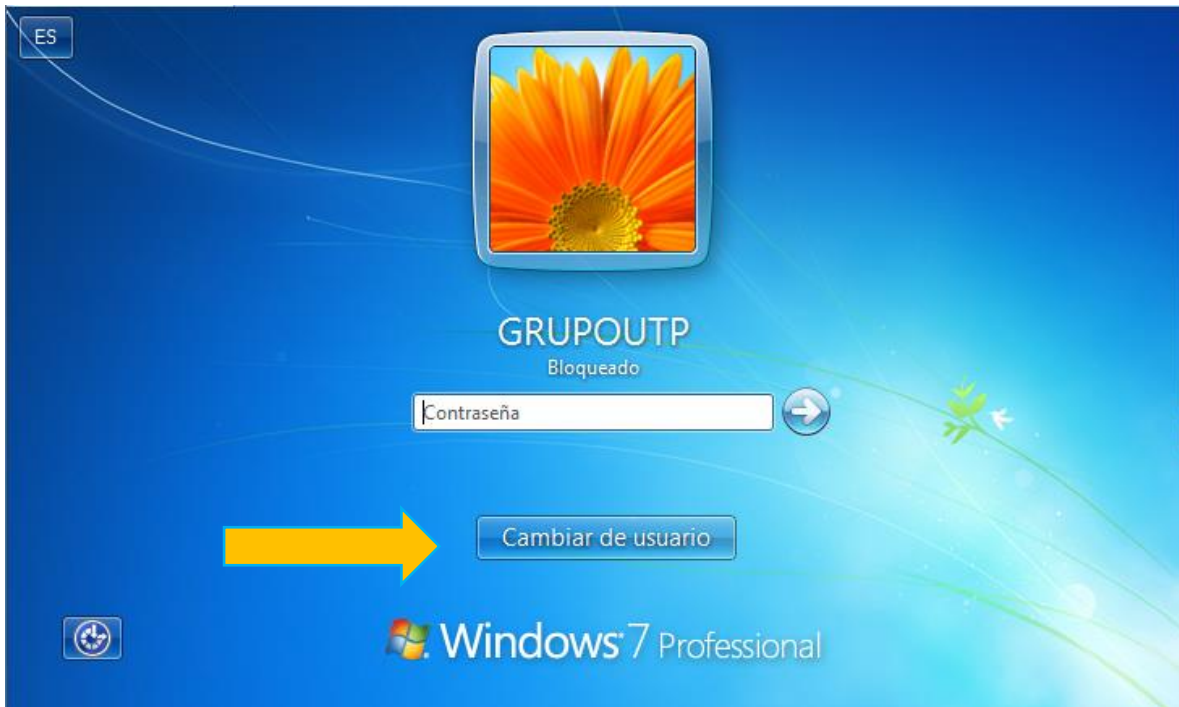 ES
GRUPOUTP
Bloqueado
Contraseña
Cambiar de usuario
Windows 7 Professional